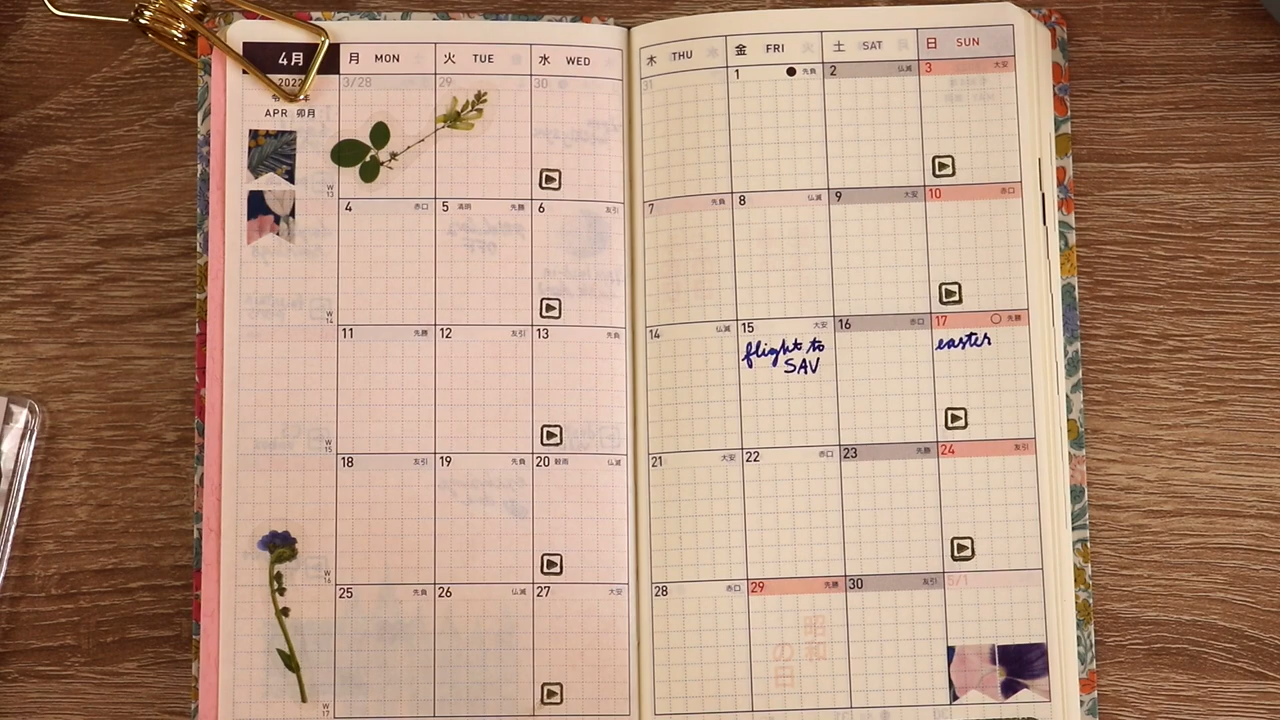 4月
2022
年
APR 卯月
月 MON
火 TUE
水 WED
木 THU
金 FRI
土 SAT
日 SUN
3/28
29
30
31
1 先負
2 仏滅
3 大安
W
13
4 赤口
5 清明 先勝
6 友引
7 先負
8 仏滅
9 大安
10 赤口
W
14
11 先勝
12 友引
13 先負
14 仏滅
15 大安
flight to
SAV
16 赤口
17 先勝
easter
W
15
18 友引
19 先負
20 穀雨 仏滅
21 大安
22 赤口
23 先勝
24 友引
W
16
25 先負
26 仏滅
27 大安
28 赤口
29 先勝
昭和
の日
30 友引
5/1
W
17